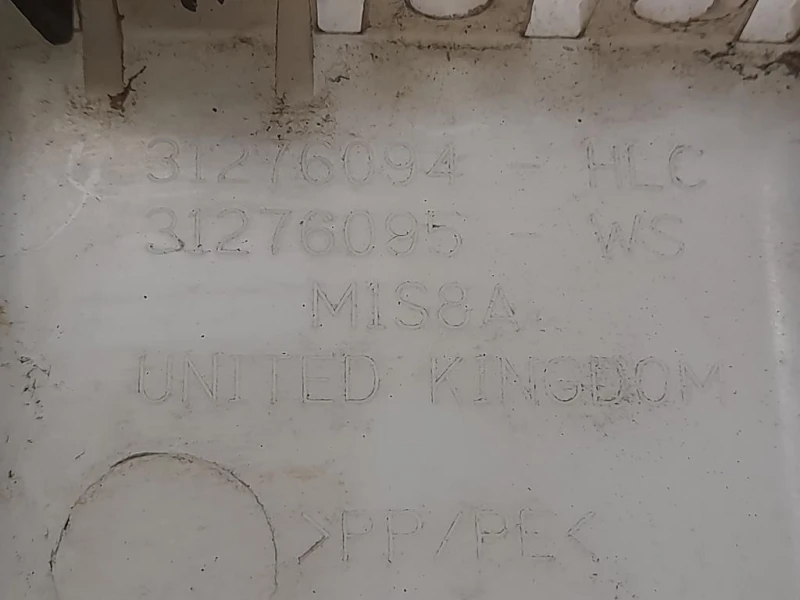 31276094 - HLC
31276095 - WS
M1S8A
UNITED KINGDOM
>PP/PE<